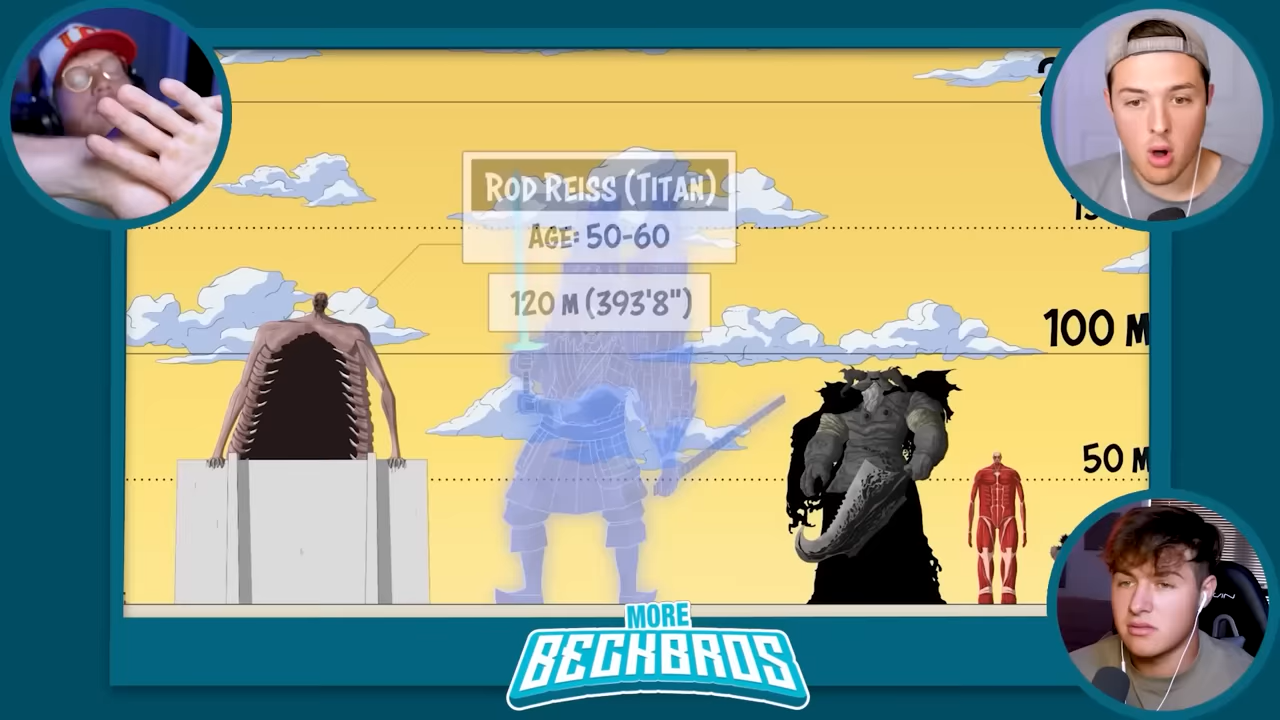 ROD REISS (TITAN)
AGE: 50-60
120 M (393'8")
100 M
50 M
MORE
BECKBROS